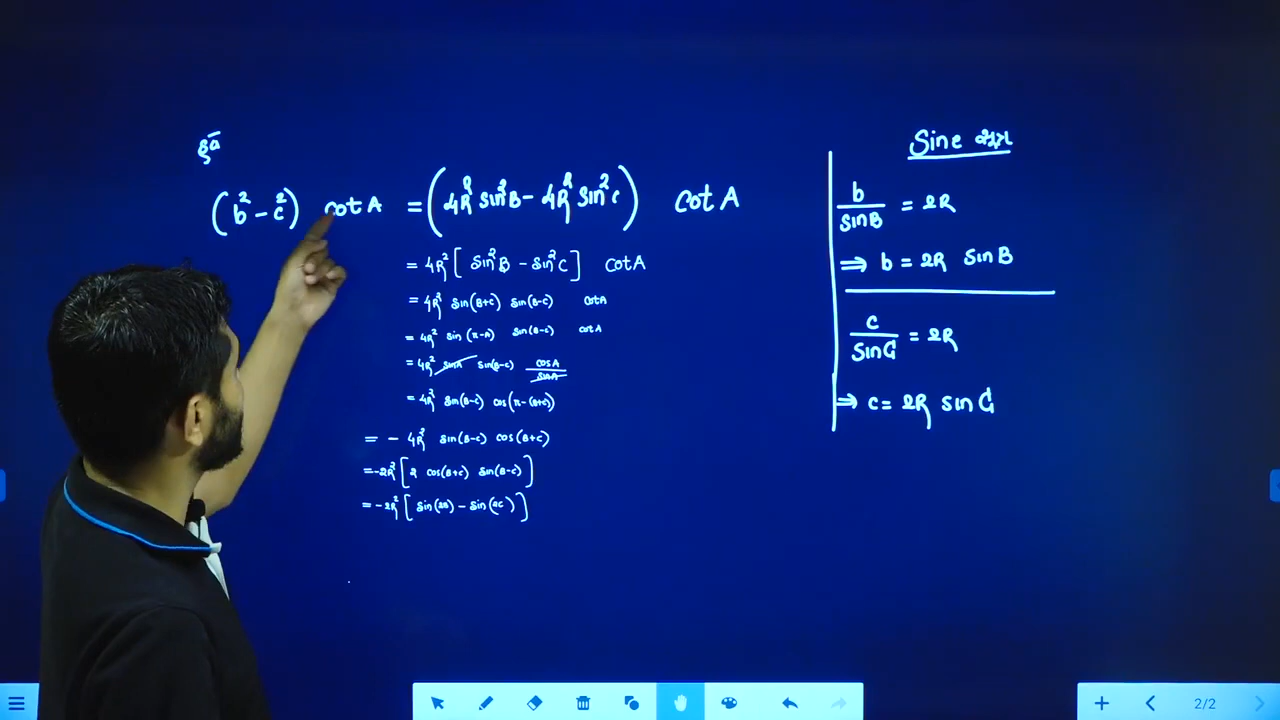 (b² - c²) cot A = (4R² sin²B - 4R² sin²C) cot A
= 4R² [ sin²B - sin²C ] cot A
= 4R² sin(B+C) sin(B-C) cot A
= 4R² sin(π-A) sin(B-C) cot A
= 4R² sinA sin(B-C) cosA / sinA
= 4R² sin(B-C) cos(π-(B+C))
= - 4R² sin(B-C) cos(B+C)
= -2R² [ 2 cos(B+C) sin(B-C) ]
= -2R² [ sin(2B) - sin(2C) ]
Sine સૂત્ર
b / sinB = 2R
⇒ b = 2R sinB
c / sinC = 2R
⇒ c = 2R sinC
2/2